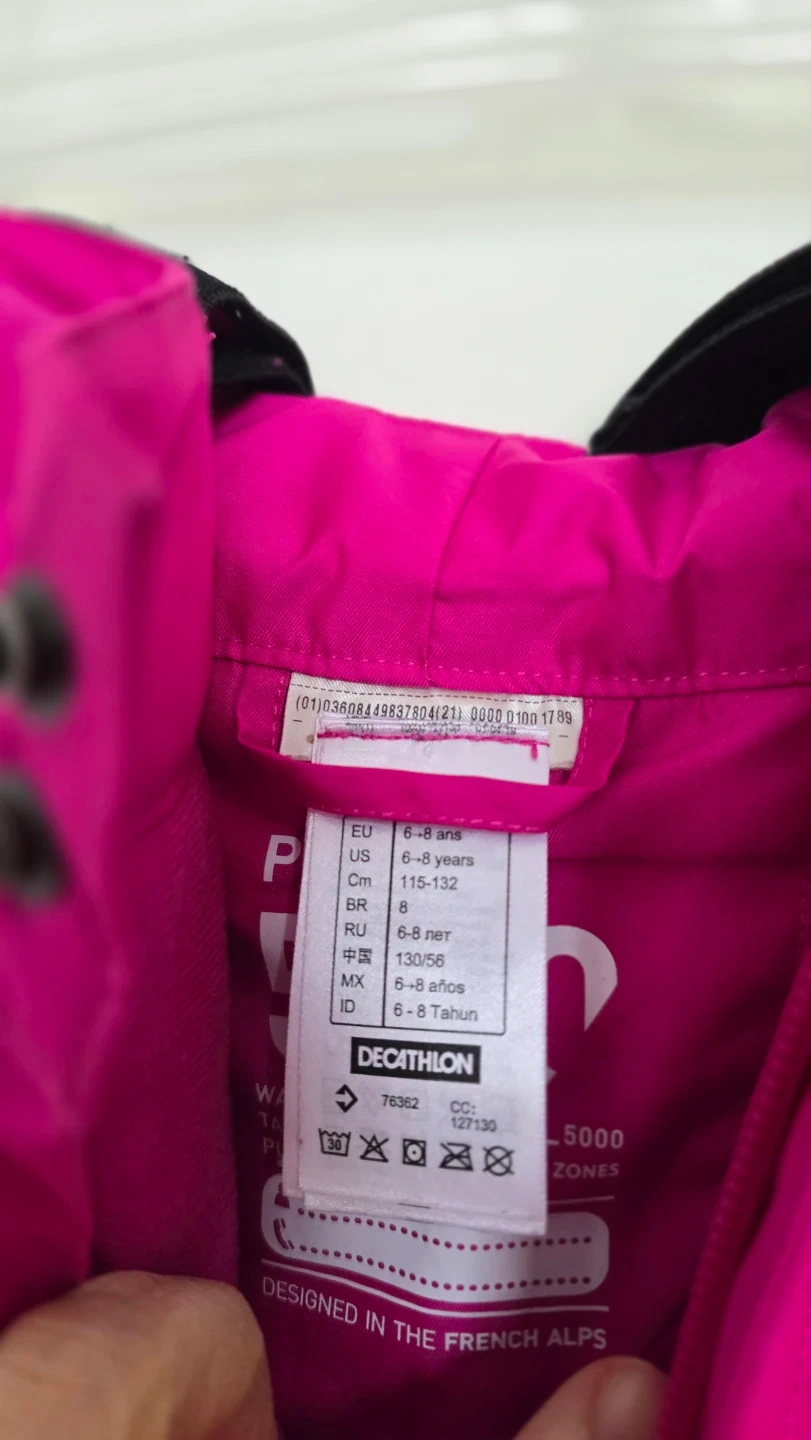 (01)03608449837804(21) 0000 0100 1789
EU 6→8 ans
US 6→8 years
Cm 115-132
BR 8
RU 6-8 лет
中国 130/56
MX 6→8 años
ID 6 - 8 Tahun
DECATHLON
76362 CC:
127130
30
5000
ZONES
DESIGNED IN THE FRENCH ALPS